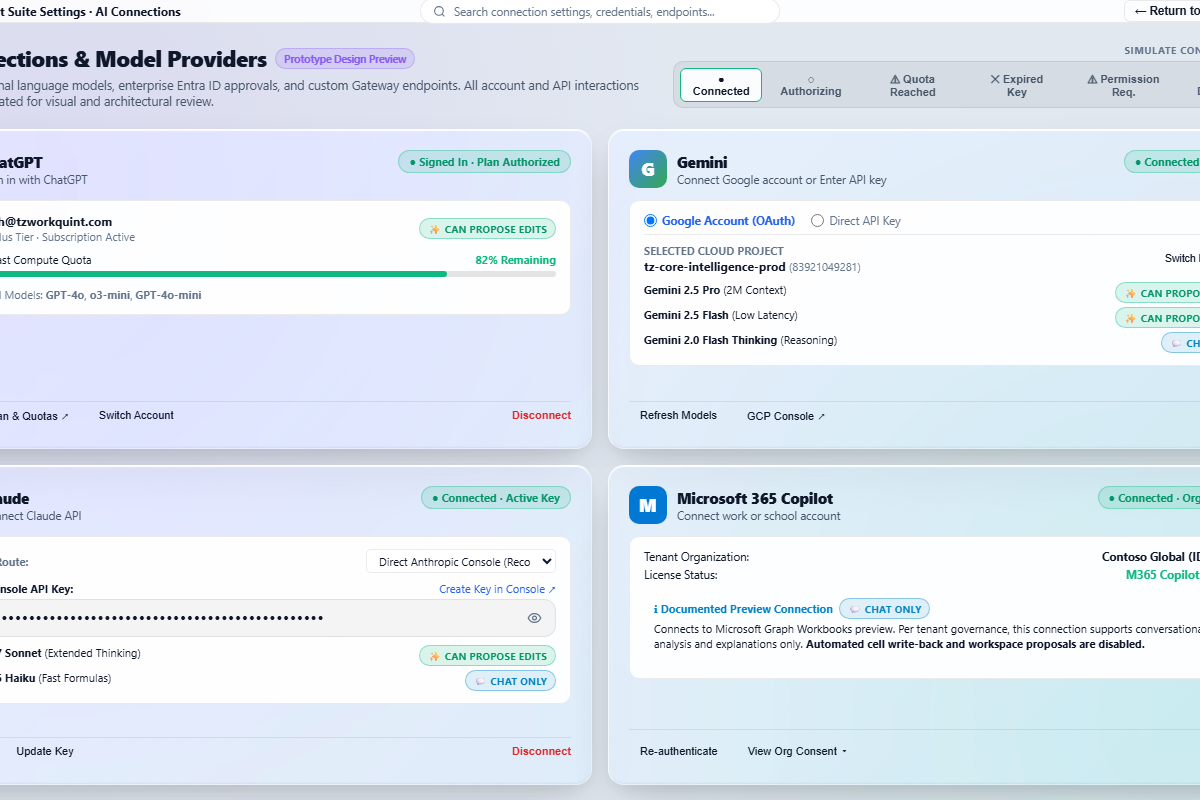 t Suite Settings · AI Connections
Search connection settings, credentials, endpoints...
← Return to
ections & Model Providers
Prototype Design Preview
nal language models, enterprise Entra ID approvals, and custom Gateway endpoints. All account and API interactions
ated for visual and architectural review.
SIMULATE CON
● Connected
○ Authorizing
⚠ Quota Reached
✕ Expired Key
⚠ Permission Req.
atGPT
n in with ChatGPT
● Signed In · Plan Authorized
h@tzworkquint.com
lus Tier · Subscription Active
✨ CAN PROPOSE EDITS
ast Compute Quota
82% Remaining
l Models: GPT-4o, o3-mini, GPT-4o-mini
an & Quotas ↗
Switch Account
Disconnect
G
Gemini
Connect Google account or Enter API key
● Connected
Google Account (OAuth)
Direct API Key
SELECTED CLOUD PROJECT
tz-core-intelligence-prod (83921049281)
Switch
Gemini 2.5 Pro (2M Context)
✨ CAN PROPO
Gemini 2.5 Flash (Low Latency)
✨ CAN PROPO
Gemini 2.0 Flash Thinking (Reasoning)
CH
Refresh Models
GCP Console ↗
aude
nnect Claude API
● Connected · Active Key
Route:
Direct Anthropic Console (Reco
nsole API Key:
Create Key in Console ↗
7 Sonnet (Extended Thinking)
✨ CAN PROPOSE EDITS
5 Haiku (Fast Formulas)
CHAT ONLY
Update Key
Disconnect
M
Microsoft 365 Copilot
Connect work or school account
● Connected · Org
Tenant Organization:
Contoso Global (ID
License Status:
M365 Copilot
ℹ Documented Preview Connection
CHAT ONLY
Connects to Microsoft Graph Workbooks preview. Per tenant governance, this connection supports conversationa
analysis and explanations only. Automated cell write-back and workspace proposals are disabled.
Re-authenticate
View Org Consent